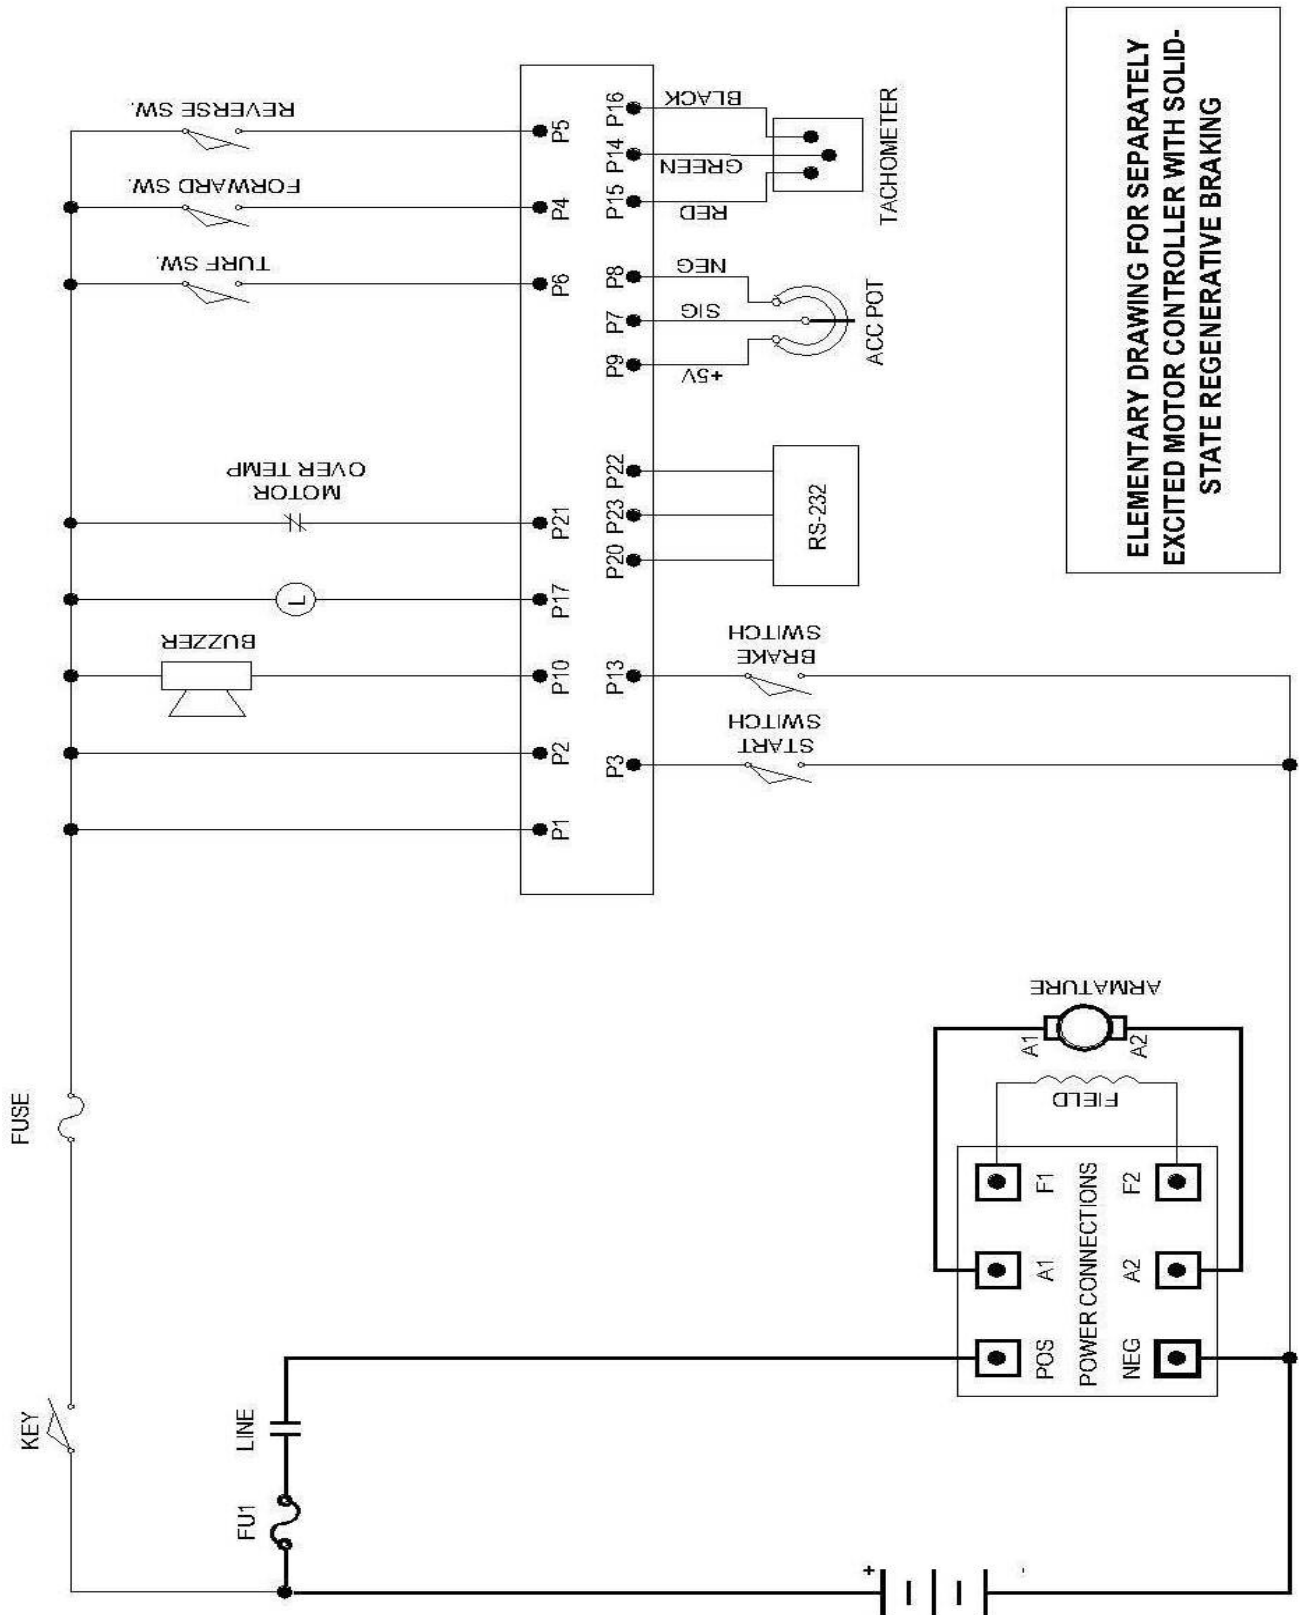 KEY
FUSE
LINE
FU1
+
-
REVERSE SW.
FORWARD SW.
TURF SW.
MOTOR
OVER TEMP
L
BUZZER
P1
P2
P10
P17
P21
P6
P4
P5
P3
P13
P20
P23
P22
P9
P7
P8
P15
P14
P16
START
SWITCH
BRAKE
SWITCH
RS-232
+5V
SIG
NEG
ACC POT
RED
GREEN
BLACK
TACHOMETER
POS
A1
F1
POWER CONNECTIONS
NEG
A2
F2
FIELD
A1
A2
ARMATURE
ELEMENTARY DRAWING FOR SEPARATELY
EXCITED MOTOR CONTROLLER WITH SOLID-
STATE REGENERATIVE BRAKING